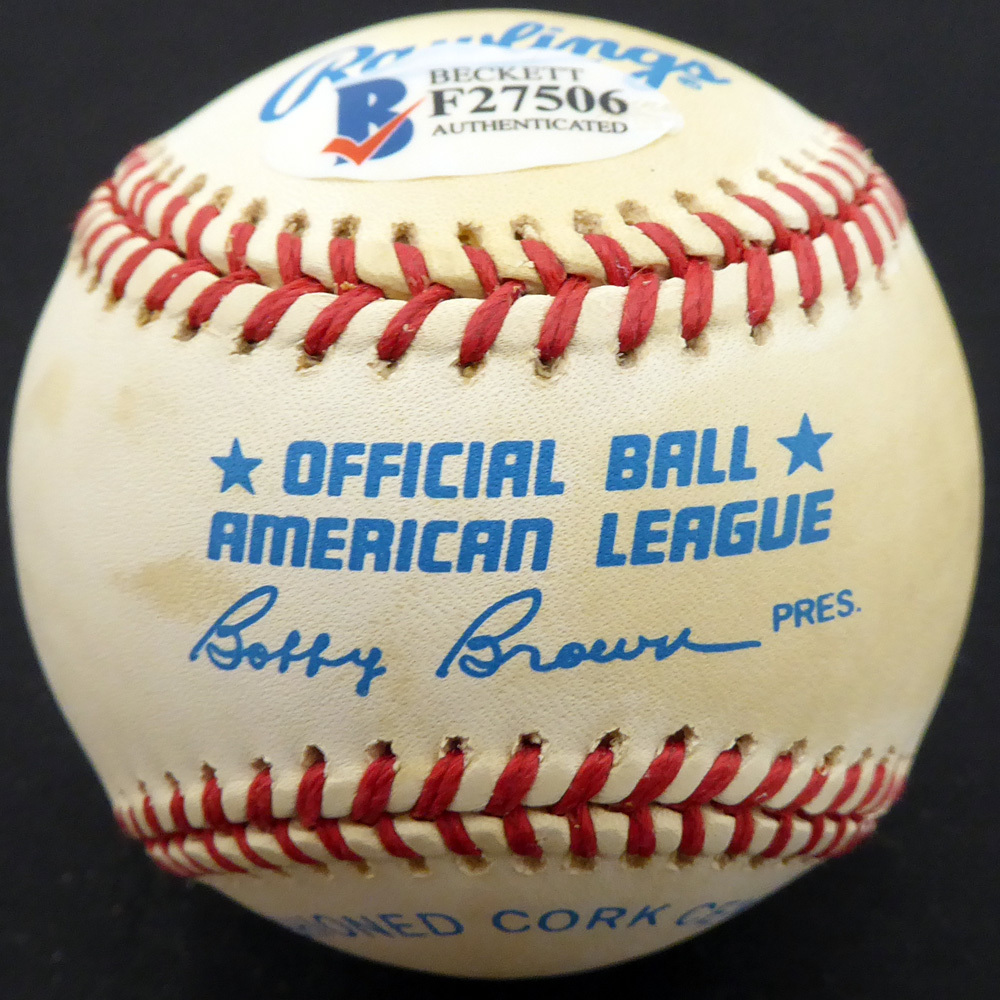 Rawlings
BECKETT
F27506
AUTHENTICATED
OFFICIAL BALL
AMERICAN LEAGUE
Bobby Brown PRES.
CORK